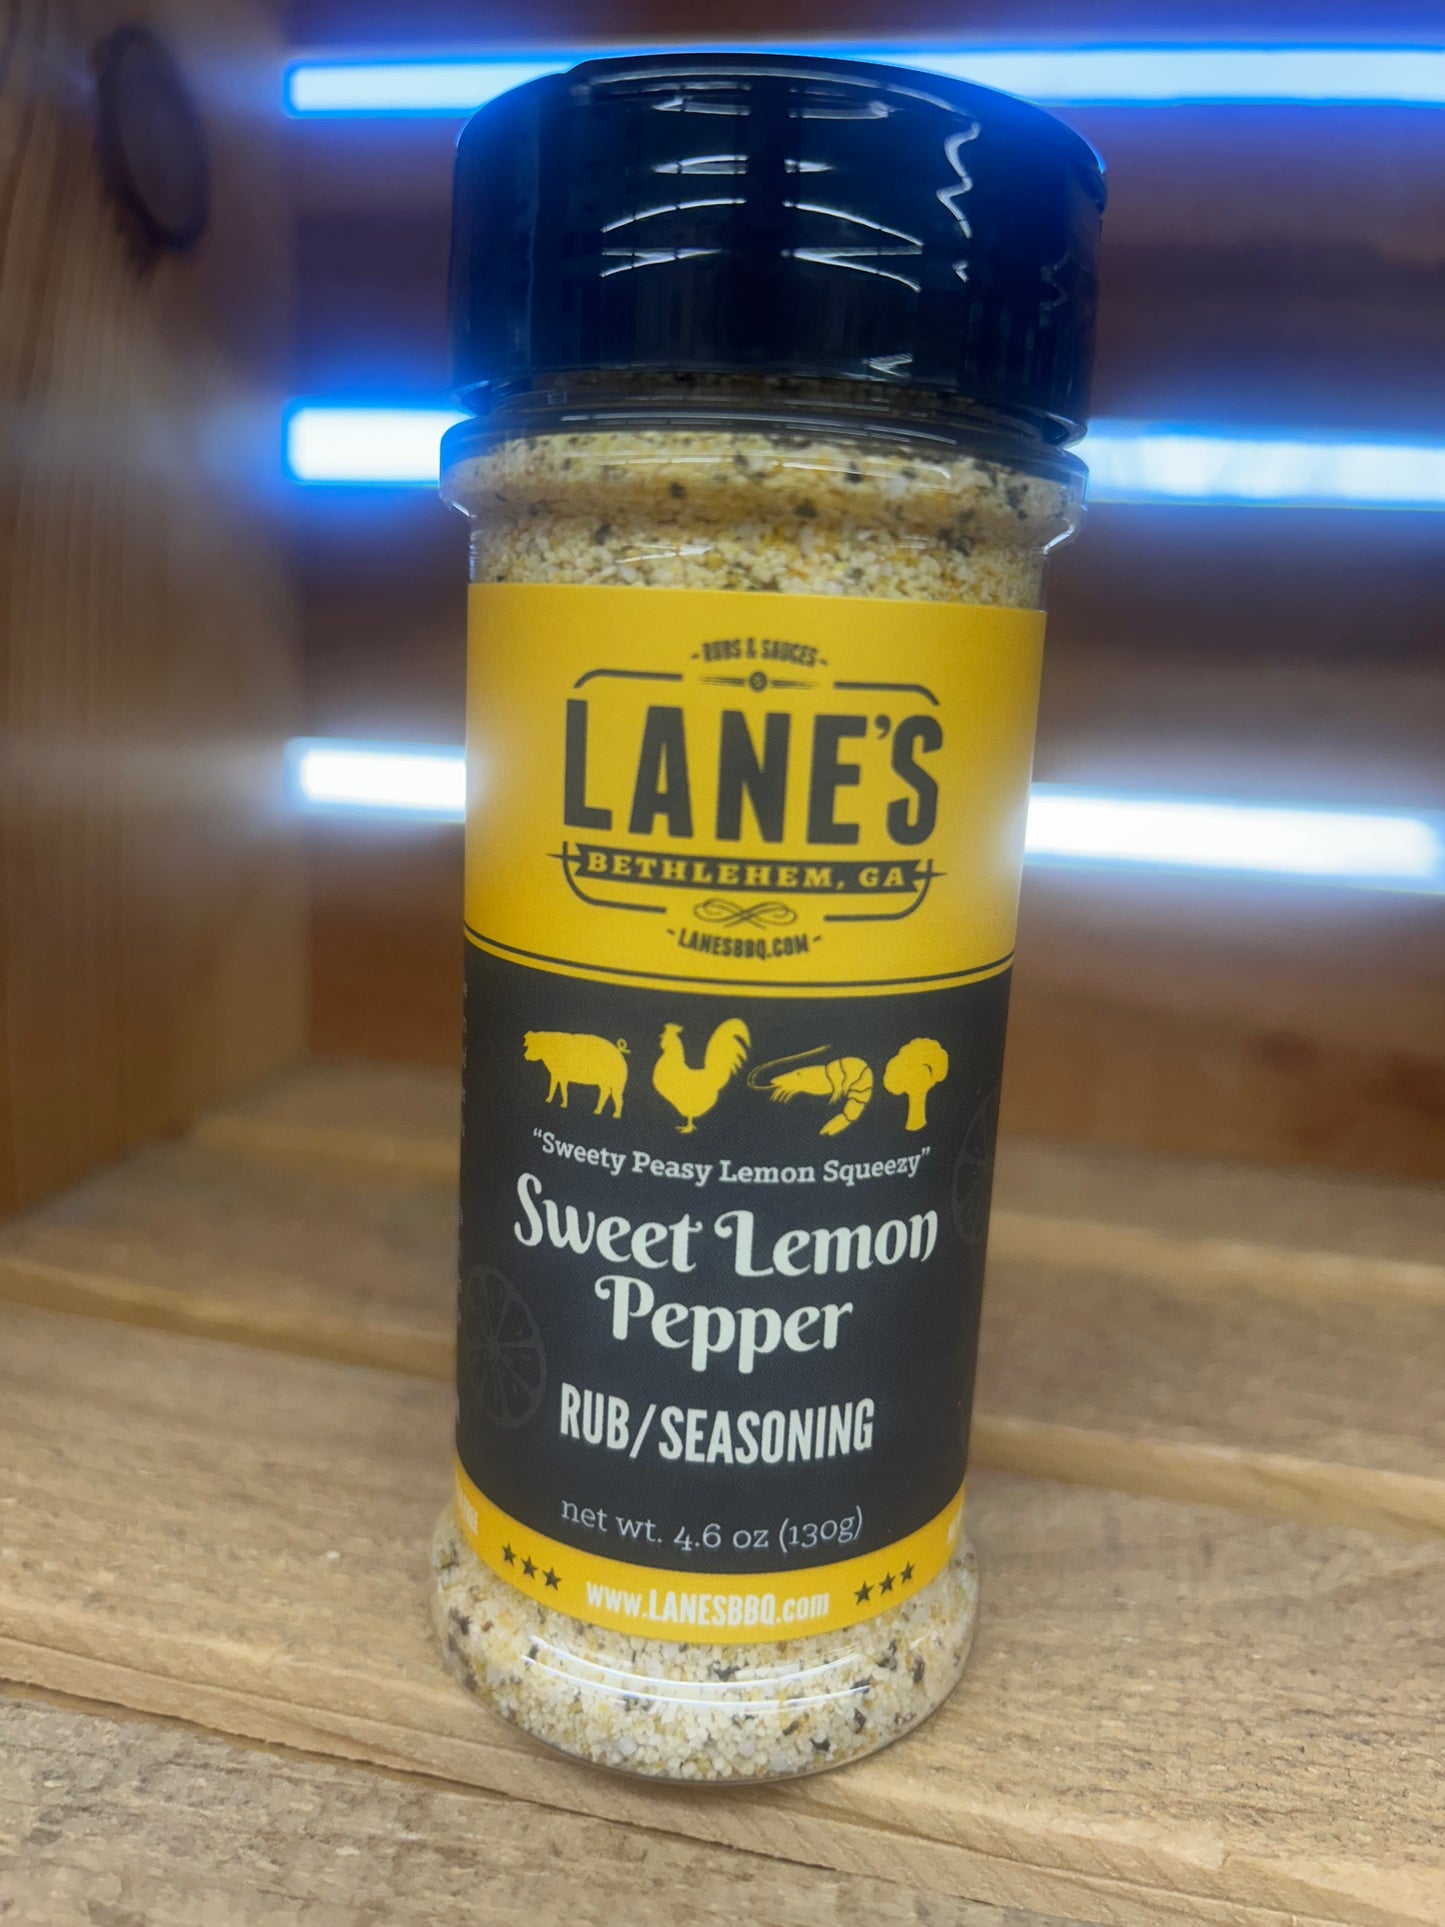 - RUBS & SAUCES -
LANE'S
BETHLEHEM, GA
- LANESBBQ.COM -
“Sweety Peasy Lemon Squeezy”
Sweet Lemon
Pepper
RUB/SEASONING
net wt. 4.6 oz (130g)
www.LANESBBQ.com